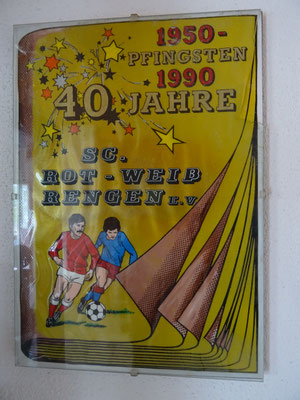 1950-
PFINGSTEN
1990
40 JAHRE
SC.
ROT-WEIß
RENGEN e.V